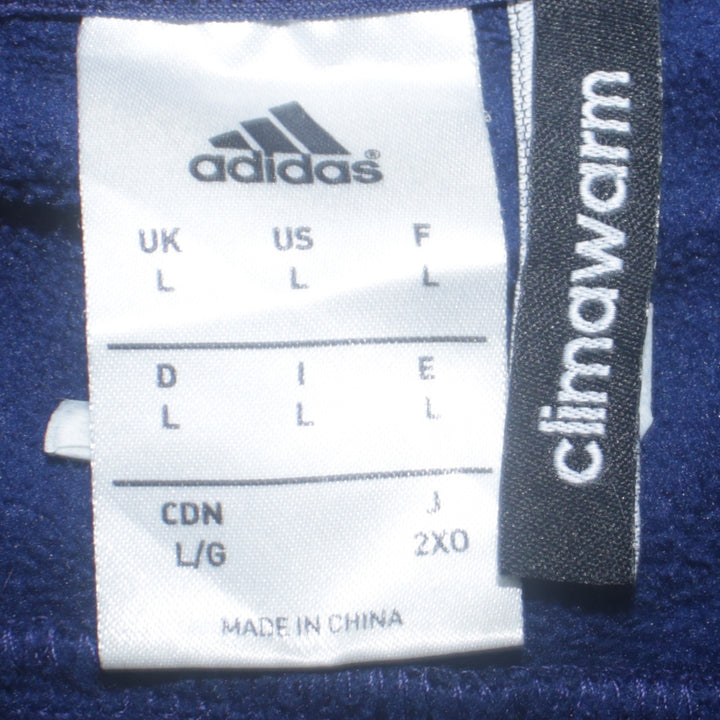 adidas®
UK US F
L L L
D I E
L L L
CDN J
L/G 2XO
MADE IN CHINA
climawarm